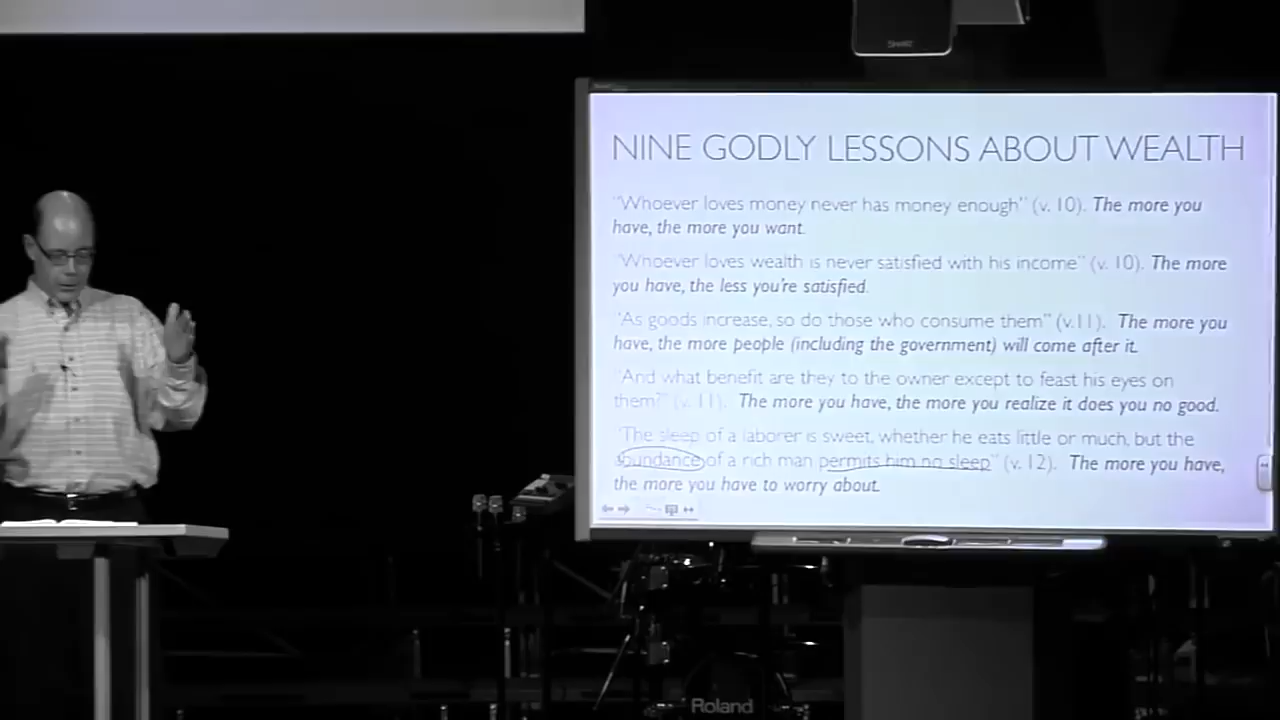 SMART
NINE GODLY LESSONS ABOUT WEALTH
"Whoever loves money never has money enough" (v. 10). The more you
have, the more you want.
"Whoever loves wealth is never satisfied with his income" (v. 10). The more
you have, the less you're satisfied.
"As goods increase, so do those who consume them" (v.11). The more you
have, the more people (including the government) will come after it.
"And what benefit are they to the owner except to feast his eyes on
them?" (v. 11). The more you have, the more you realize it does you no good.
"The sleep of a laborer is sweet, whether he eats little or much, but the
abundance of a rich man permits him no sleep" (v. 12). The more you have,
the more you have to worry about.
Roland